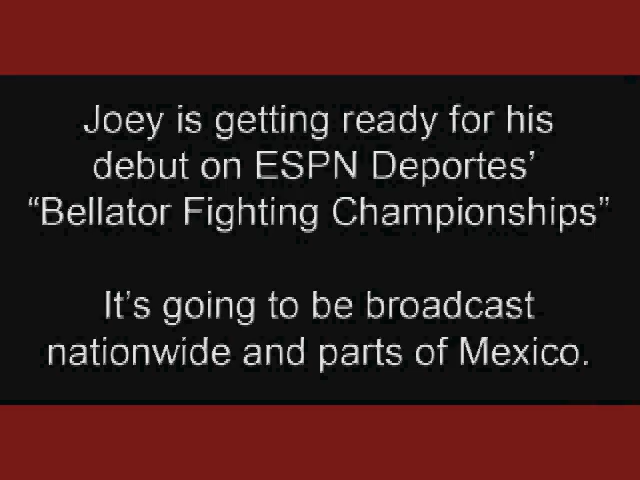 Joey is getting ready for his
debut on ESPN Deportes’
“Bellator Fighting Championships”
It’s going to be broadcast
nationwide and parts of Mexico.